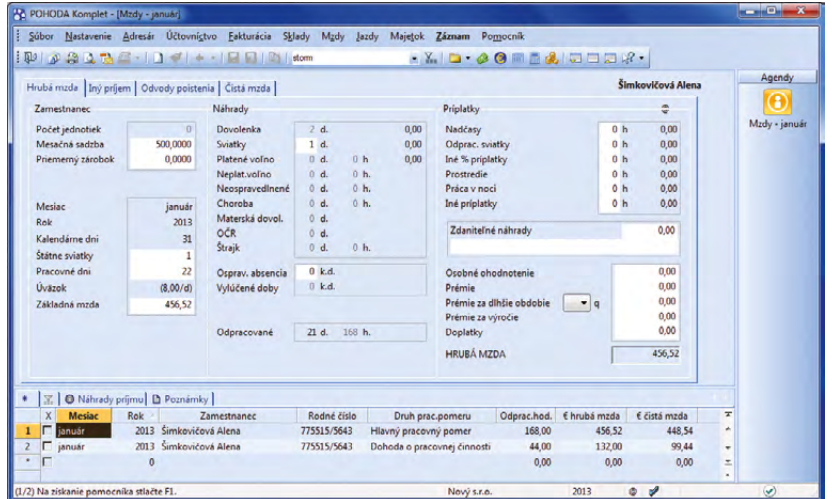 POHODA Komplet - [Mzdy - január]
Súbor Nastavenie Adresár Účtovníctvo Fakturácia Sklady Mzdy Jazdy Majetok Záznam Pomocník
storm
Agendy
Mzdy - január
Hrubá mzda Iný príjem Odvody poistenia Čistá mzda Šimkovičová Alena
Zamestnanec Náhrady Príplatky
Počet jednotiek 0 Dovolenka 2 d. 0,00 Nadčasy 0 h 0,00
Mesačná sadzba 500,0000 Sviatky 1 d. 0,00 Odprac. sviatky 0 h 0,00
Priemerný zárobok 0,0000 Platené voľno 0 d. 0 h 0,00 Iné % príplatky 0 h 0,00
Neplat.voľno 0 d. 0 h. Prostredie 0 h 0,00
Neospravedlnené 0 d. 0 h. Práca v noci 0 h 0,00
Mesiac január Choroba 0 d. 0 h. Iné príplatky 0 h 0,00
Rok 2013 Materská dovol. 0 d.
Kalendárne dni 31 OČR 0 d. Zdaniteľné náhrady 0,00
Štátne sviatky 1 Štrajk 0 d. 0 h.
Pracovné dni 22 Osprav. absencia 0 k.d. Osobné ohodnotenie 0,00
Úväzok (8,00/d) Vylúčené doby 0 k.d. Prémie 0,00
Základná mzda 456,52 Prémie za dlhšie obdobie q 0,00
Prémie za výročie 0,00
Odpracované 21 d. 168 h. Doplatky 0,00
HRUBÁ MZDA 456,52
Náhrady príjmu Poznámky
X Mesiac Rok Zamestnanec Rodné číslo Druh prac.pomeru Odprac.hod. € hrubá mzda € čistá mzda
1 január 2013 Šimkovičová Alena 775515/5643 Hlavný pracovný pomer 168,00 456,52 448,54
2 január 2013 Šimkovičová Alena 775515/5643 Dohoda o pracovnej činnosti 44,00 132,00 99,44
* 0 0,00 0,00 0,00
(1/2) Na získanie pomocníka stlačte F1. Nový s.r.o. 2013